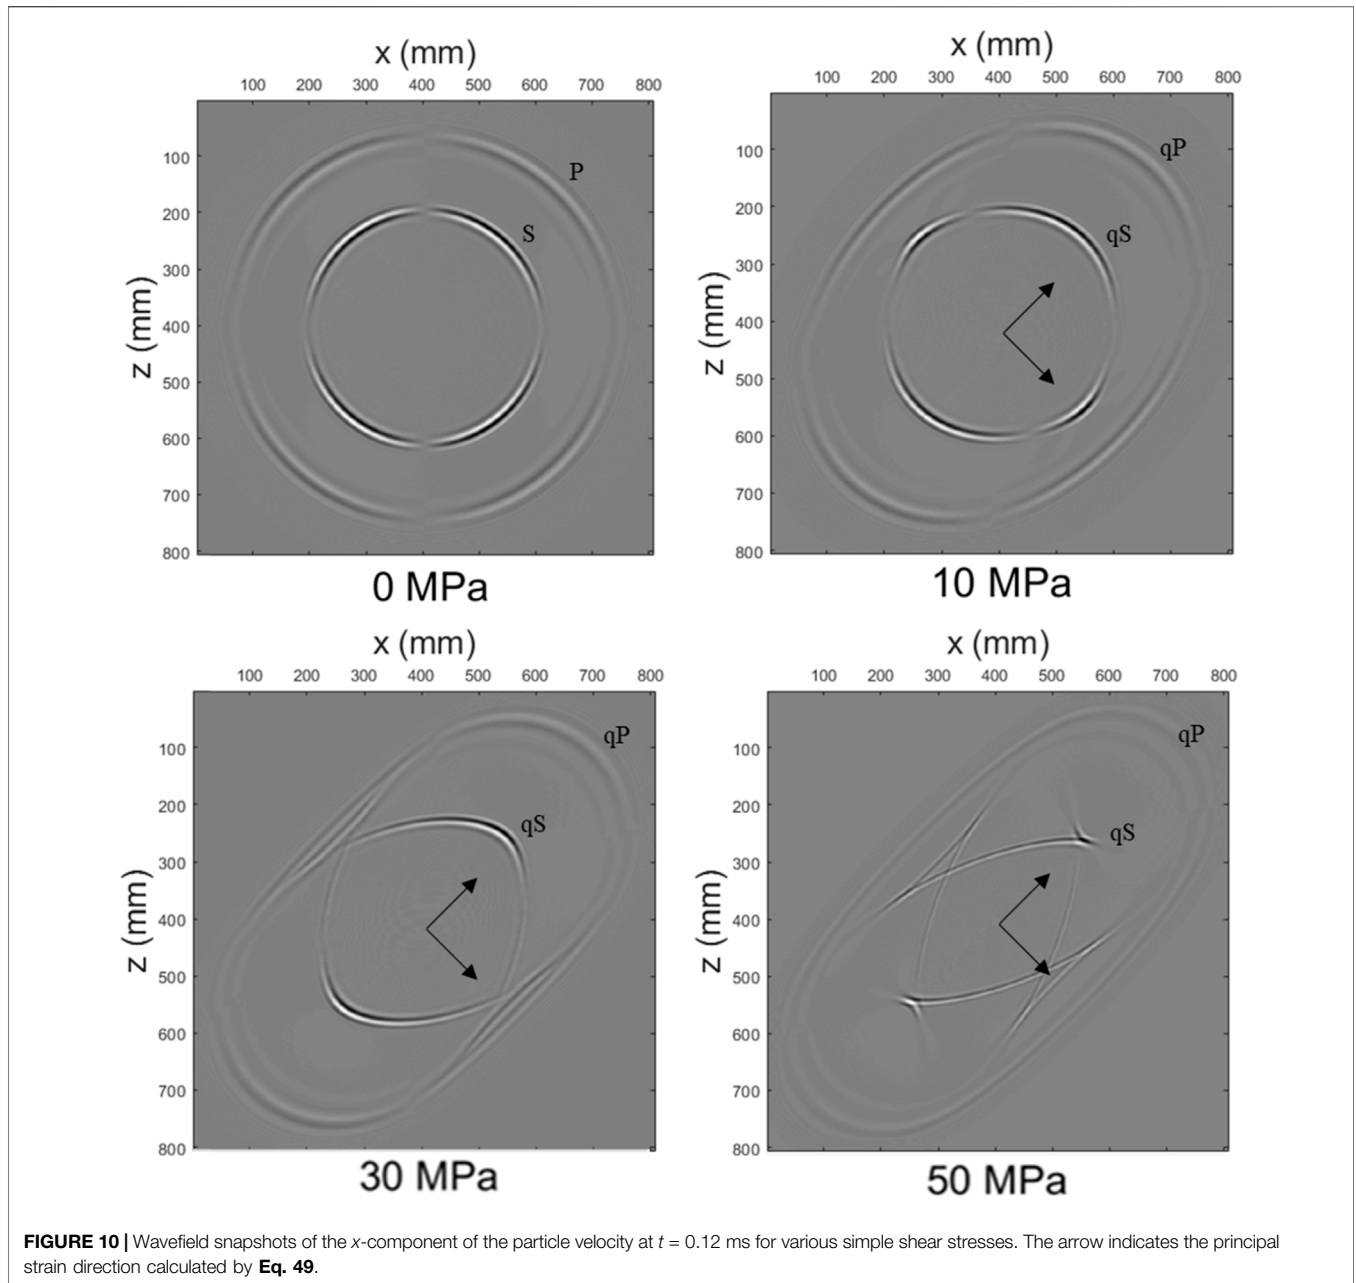 x (mm)
100 200 300 400 500 600 700 800
z (mm)
100
200
300
400
500
600
700
800
P
S
0 MPa
x (mm)
100 200 300 400 500 600 700 800
z (mm)
100
200
300
400
500
600
700
800
qP
qS
10 MPa
x (mm)
100 200 300 400 500 600 700 800
z (mm)
100
200
300
400
500
600
700
800
qP
qS
30 MPa
x (mm)
100 200 300 400 500 600 700 800
z (mm)
100
200
300
400
500
600
700
800
qP
qS
50 MPa
FIGURE 10 | Wavefield snapshots of the x-component of the particle velocity at t = 0.12 ms for various simple shear stresses. The arrow indicates the principal
strain direction calculated by Eq. 49.